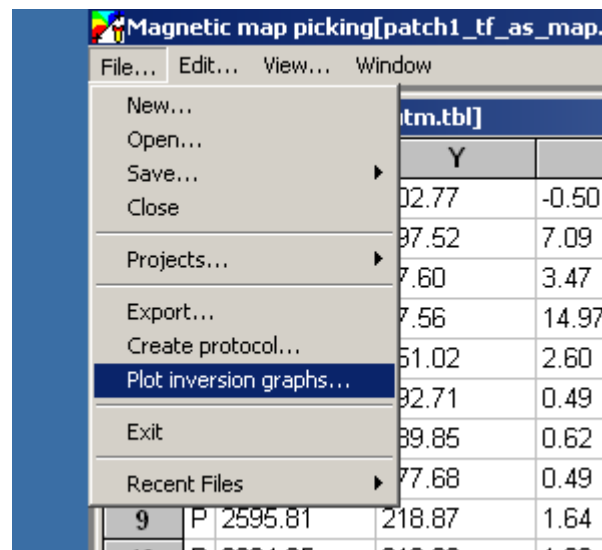 Magnetic map picking[patch1_tf_as_map.
File... Edit... View... Window
New...
Open...
Save...
Close
Projects...
Export...
Create protocol...
Plot inversion graphs...
Exit
Recent Files
tm.tbl]
Y
02.77 -0.50
97.52 7.09
7.60 3.47
7.56 14.97
51.02 2.60
92.71 0.49
39.85 0.62
77.68 0.49
9 P 2595.81 218.87 1.64